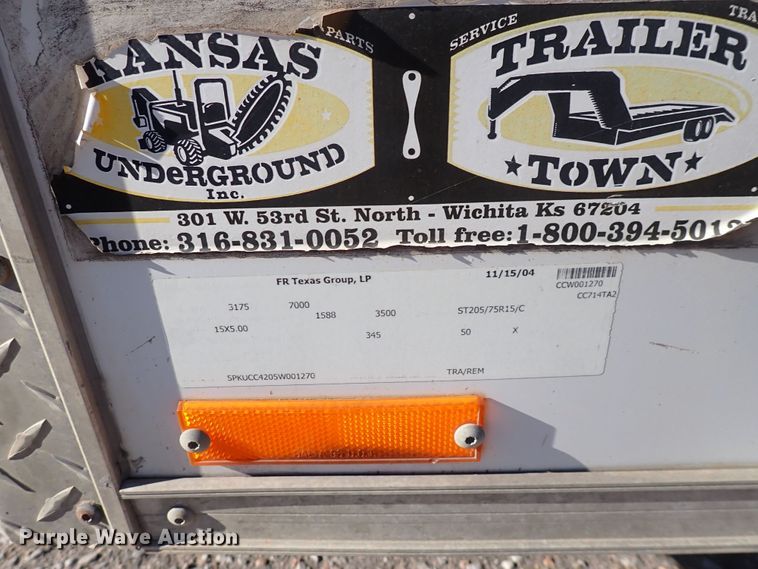 PARTS
SERVICE
TRA
KANSAS
UNDeRGROUND
Inc.
TRAILER
TOWN
301 W. 53rd St. North - Wichita Ks 67204
Phone: 316-831-0052 Toll free: 1-800-394-501
FR Texas Group, LP
11/15/04
CCW001270
CC714TA2
3175 7000
1588 3500 ST205/75R15/C
15X5.00
345 50 X
5PKUCC4205W001270
TRA/REM
Purple Wave Auction